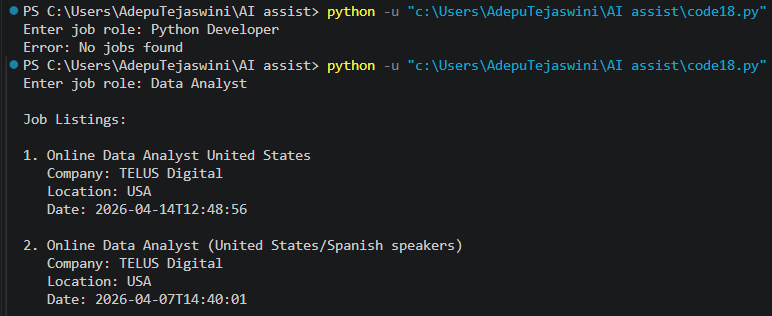 PS C:\Users\AdepuTejaswini\AI assist> python -u "c:\Users\AdepuTejaswini\AI assist\code18.py"
Enter job role: Python Developer
Error: No jobs found
PS C:\Users\AdepuTejaswini\AI assist> python -u "c:\Users\AdepuTejaswini\AI assist\code18.py"
Enter job role: Data Analyst
Job Listings:
1. Online Data Analyst United States
Company: TELUS Digital
Location: USA
Date: 2026-04-14T12:48:56
2. Online Data Analyst (United States/Spanish speakers)
Company: TELUS Digital
Location: USA
Date: 2026-04-07T14:40:01